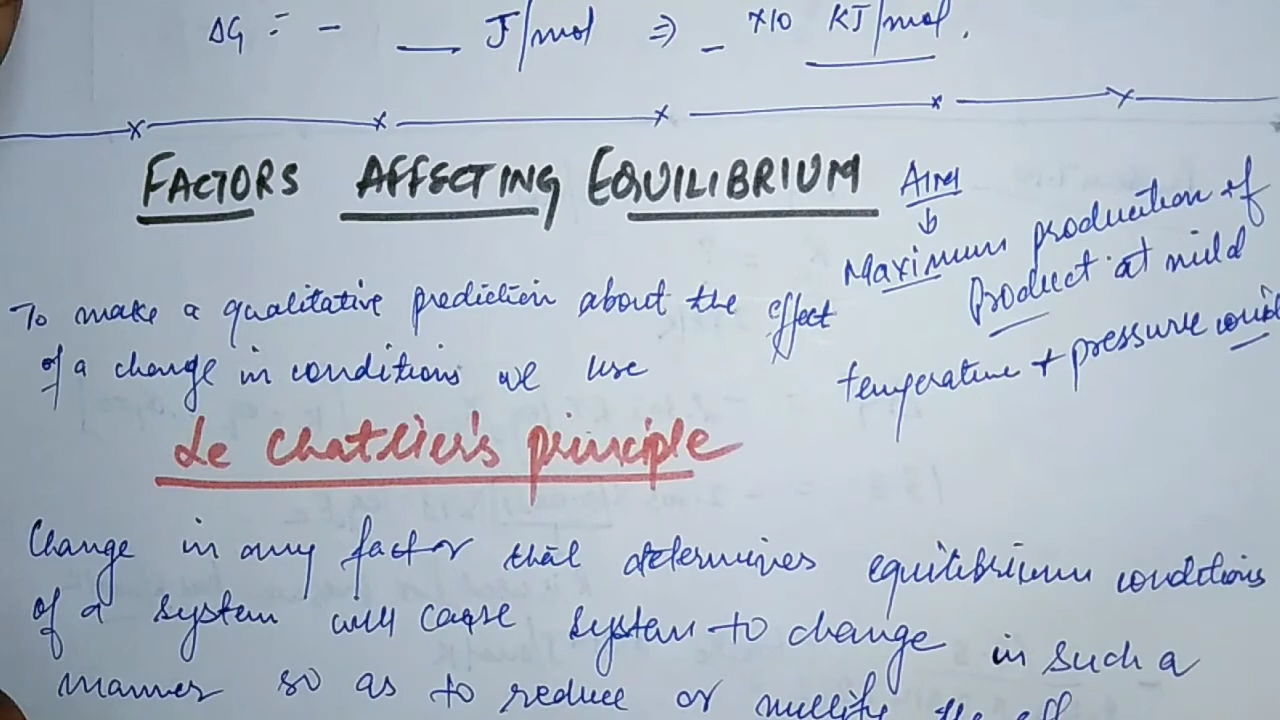 ΔG = - __ J/mol ⇒ - ×10 KJ/mol.
FACTORS AFFECTING EQUILIBRIUM
Aim
↓
Maximum production of
product at mild
temperature + pressure
To make a qualitative prediction about the effect
of a change in conditions we use
Le Chatlier's principle
Change in any factor that determines equilibrium conditions
of a system will cause system to change in such a
manner so as to reduce or nullify the